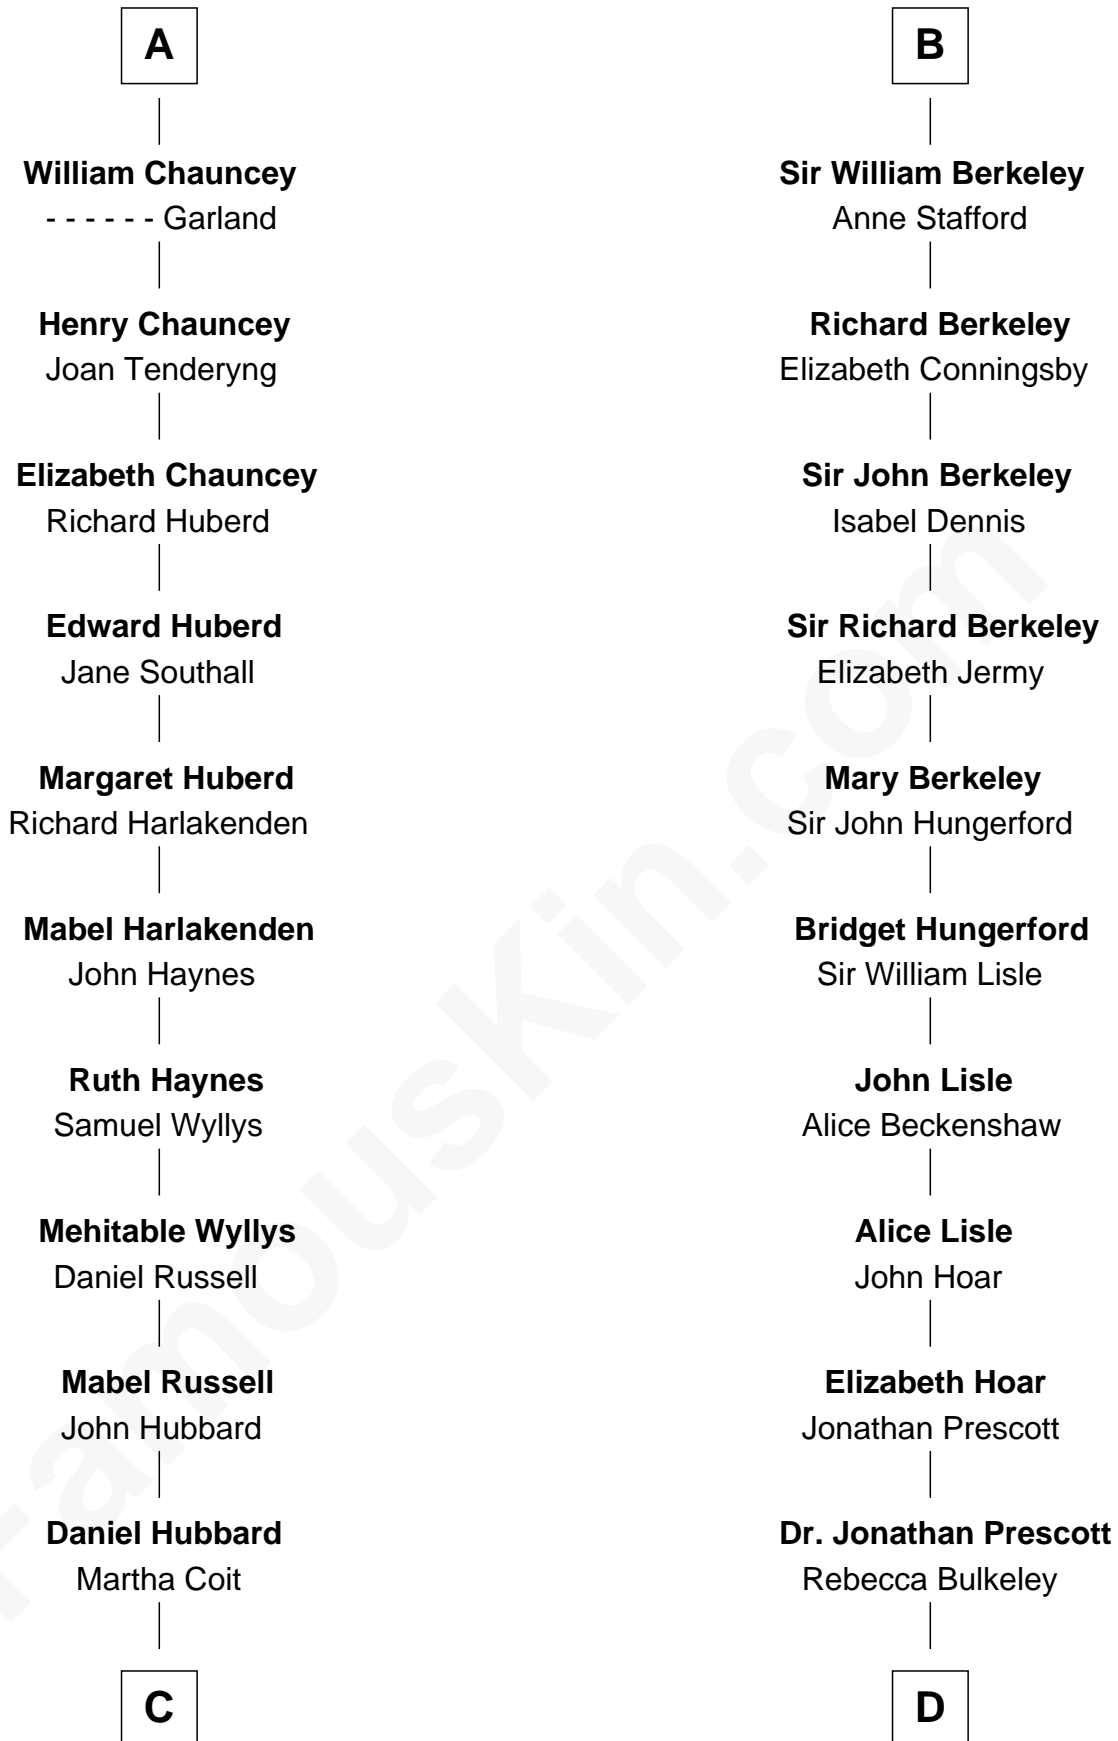 A
William Chauncey
- - - - - - Garland
Henry Chauncey
Joan Tenderyng
Elizabeth Chauncey
Richard Huberd
Edward Huberd
Jane Southall
Margaret Huberd
Richard Harlakenden
Mabel Harlakenden
John Haynes
Ruth Haynes
Samuel Wyllys
Mehitable Wyllys
Daniel Russell
Mabel Russell
John Hubbard
Daniel Hubbard
Martha Coit
C
B
Sir William Berkeley
Anne Stafford
Richard Berkeley
Elizabeth Conningsby
Sir John Berkeley
Isabel Dennis
Sir Richard Berkeley
Elizabeth Jermy
Mary Berkeley
Sir John Hungerford
Bridget Hungerford
Sir William Lisle
John Lisle
Alice Beckenshaw
Alice Lisle
John Hoar
Elizabeth Hoar
Jonathan Prescott
Dr. Jonathan Prescott
Rebecca Bulkeley
D
FamousKin.com